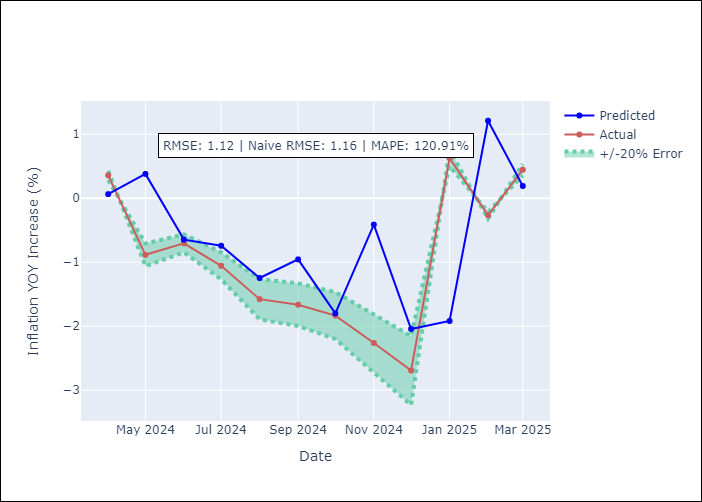 RMSE: 1.12 | Naive RMSE: 1.16 | MAPE: 120.91%
Predicted
Actual
+/-20% Error
Inflation YOY Increase (%)
1
0
−1
−2
−3
May 2024
Jul 2024
Sep 2024
Nov 2024
Jan 2025
Mar 2025
Date